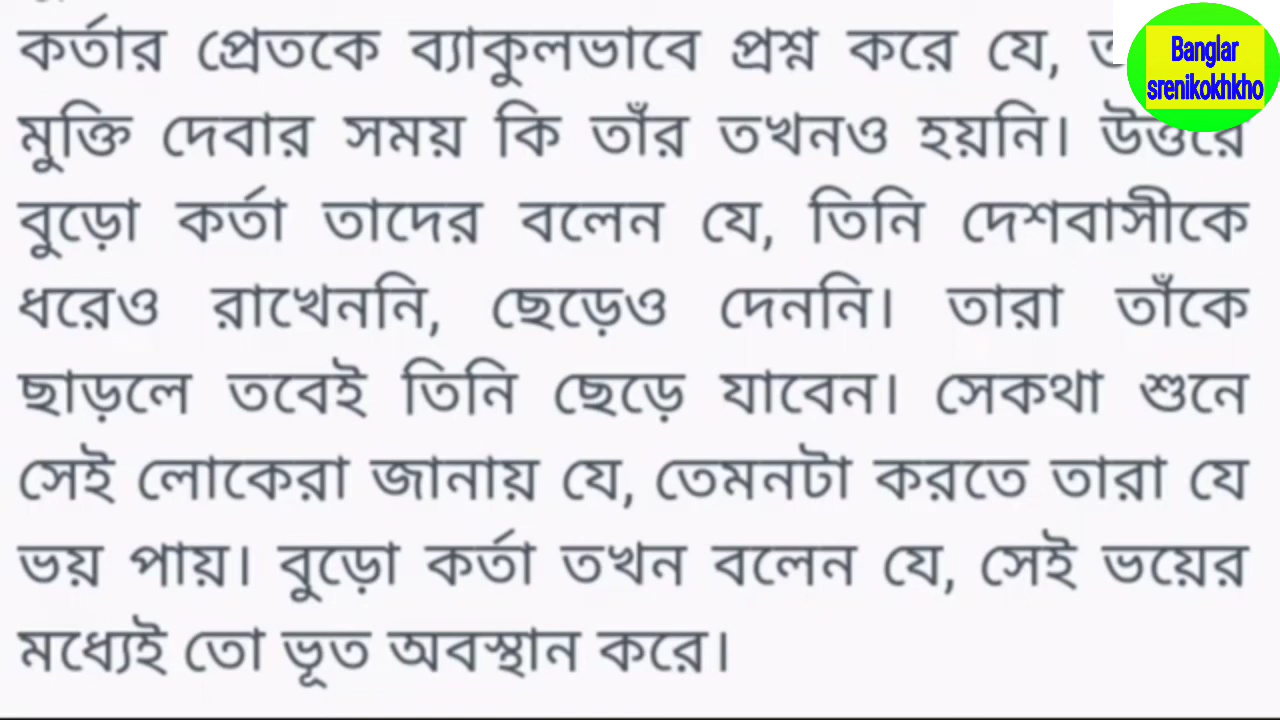 কর্তার প্রেতকে ব্যাকুলভাবে প্রশ্ন করে যে,
Banglar
srenikokhkho
মুক্তি দেবার সময় কি তাঁর তখনও হয়নি। উত্তরে
বুড়ো কর্তা তাদের বলেন যে, তিনি দেশবাসীকে
ধরেও রাখেননি, ছেড়েও দেননি। তারা তাঁকে
ছাড়লে তবেই তিনি ছেড়ে যাবেন। সেকথা শুনে
সেই লোকেরা জানায় যে, তেমনটা করতে তারা যে
ভয় পায়। বুড়ো কর্তা তখন বলেন যে, সেই ভয়ের
মধ্যেই তো ভূত অবস্থান করে।